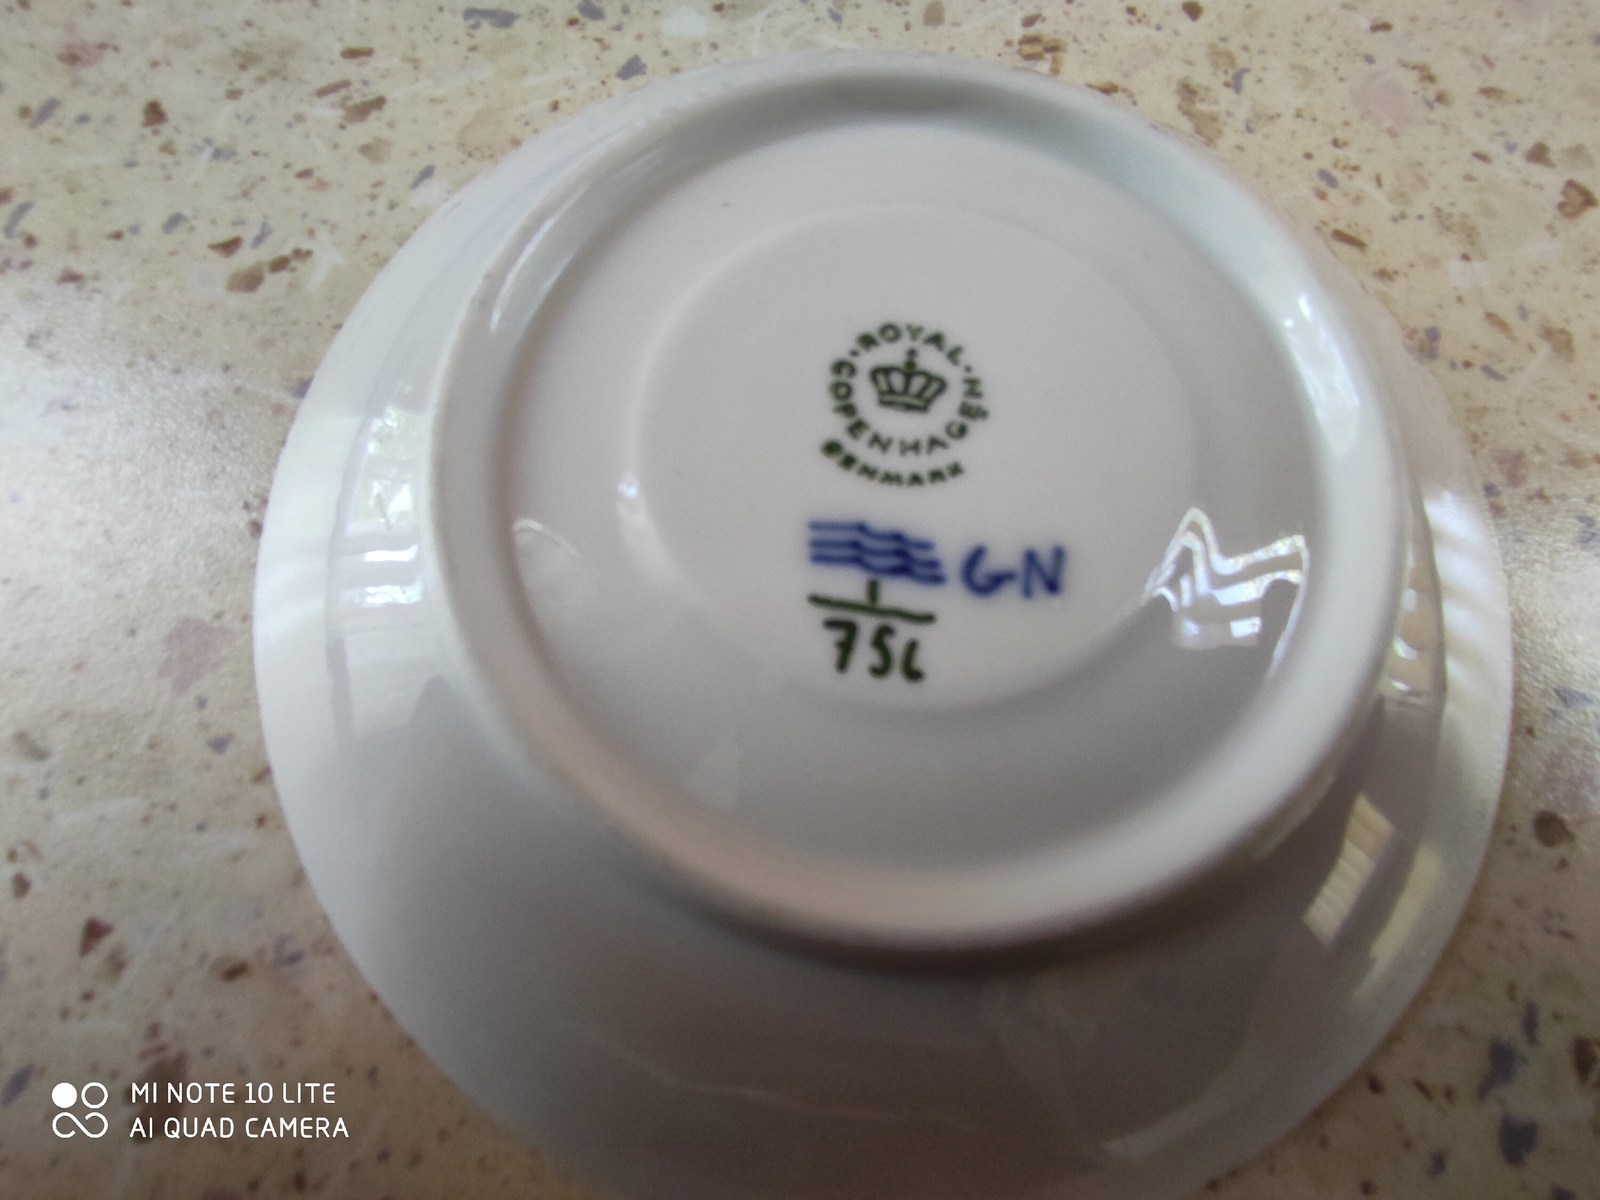 ROYAL
COPENHAGEN
DENMARK
GN
1
756
MI NOTE 10 LITE
AI QUAD CAMERA